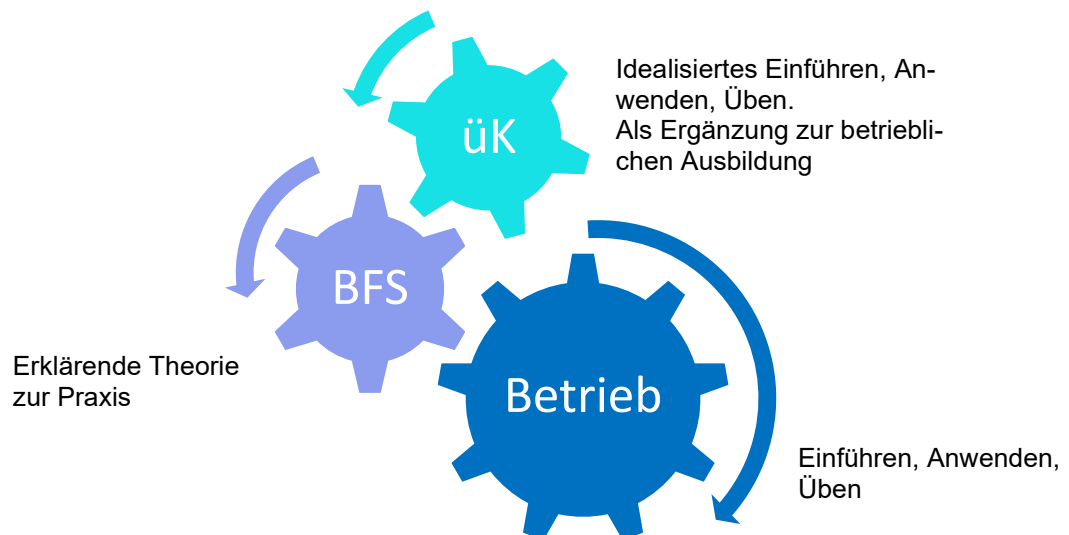 üK
Idealisiertes Einführen, An-
wenden, Üben.
Als Ergänzung zur betriebli-
chen Ausbildung
BFS
Erklärende Theorie
zur Praxis
Betrieb
Einführen, Anwenden,
Üben